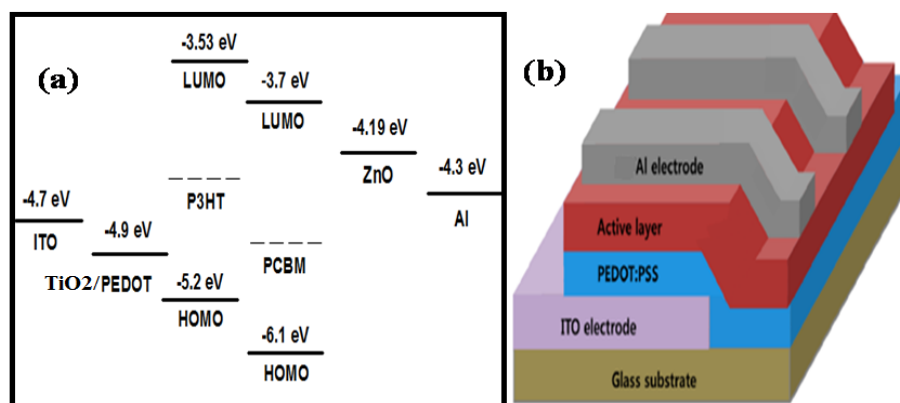 (a)
-3.53 eV
LUMO
-3.7 eV
LUMO
-4.19 eV
ZnO
-4.3 eV
Al
P3HT
-4.7 eV
ITO
-4.9 eV
TiO2/PEDOT
PCBM
-5.2 eV
HOMO
-6.1 eV
HOMO
(b)
Al electrode
Active layer
PEDOT:PSS
ITO electrode
Glass substrate